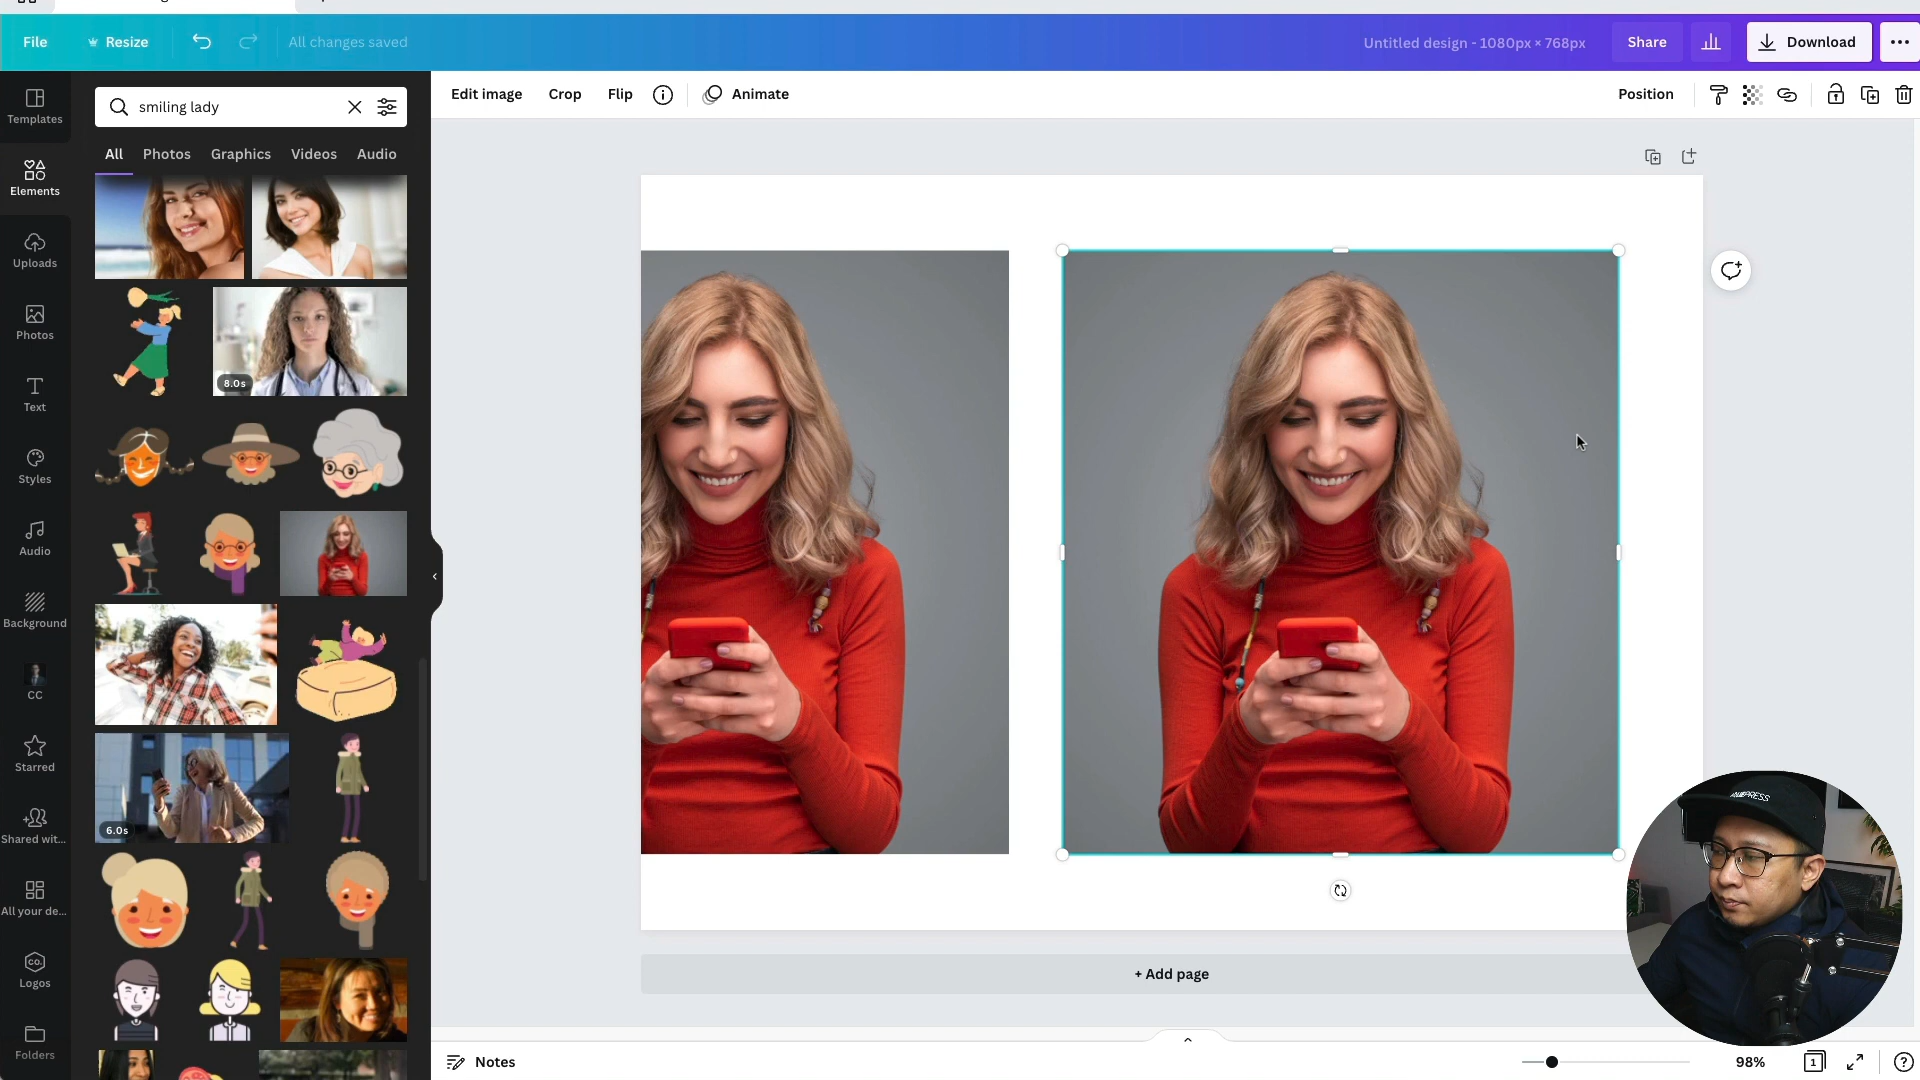 File
Resize
All changes saved
Untitled design - 1080px × 768px
Share
Download
Templates
Elements
Uploads
Photos
Text
Styles
Audio
Background
CC
Starred
Shared wit...
All your de...
CO.
Logos
Folders
smiling lady
All
Photos
Graphics
Videos
Audio
8.0s
6.0s
Edit image
Crop
Flip
Animate
Position
+ Add page
Notes
98%
1